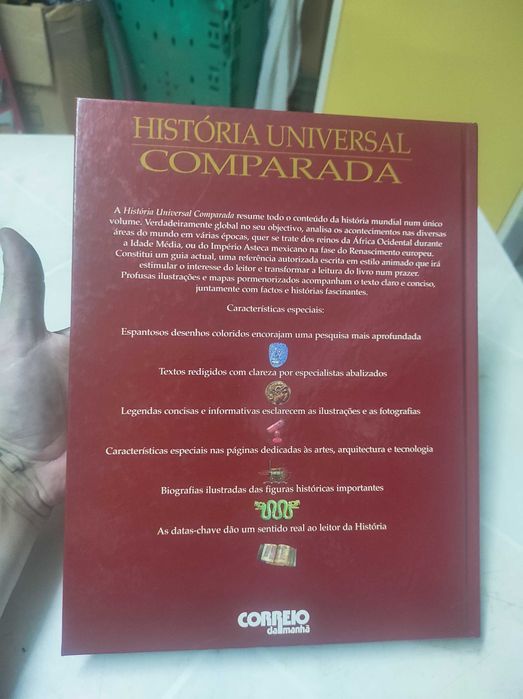 HISTÓRIA UNIVERSAL
COMPARADA
A História Universal Comparada resume todo o conteúdo da história mundial num único
volume. Verdadeiramente global no seu objectivo, analisa os acontecimentos nas diversas
áreas do mundo em várias épocas, quer se trate dos reinos da África Ocidental durante
a Idade Média, ou do Império Asteca mexicano na fase do Renascimento europeu.
Constitui um guia actual, uma referência autorizada escrita em estilo animado que irá
estimular o interesse do leitor e transformar a leitura do livro num prazer.
Profusas ilustrações e mapas pormenorizados acompanham o texto claro e conciso,
juntamente com factos e histórias fascinantes.
Características especiais:
Espantosos desenhos coloridos encorajam uma pesquisa mais aprofundada
Textos redigidos com clareza por especialistas abalizados
Legendas concisas e informativas esclarecem as ilustrações e as fotografias
Características especiais nas páginas dedicadas às artes, arquitectura e tecnologia
Biografias ilustradas das figuras históricas importantes
As datas-chave dão um sentido real ao leitor da História
CORREIO
da manhã